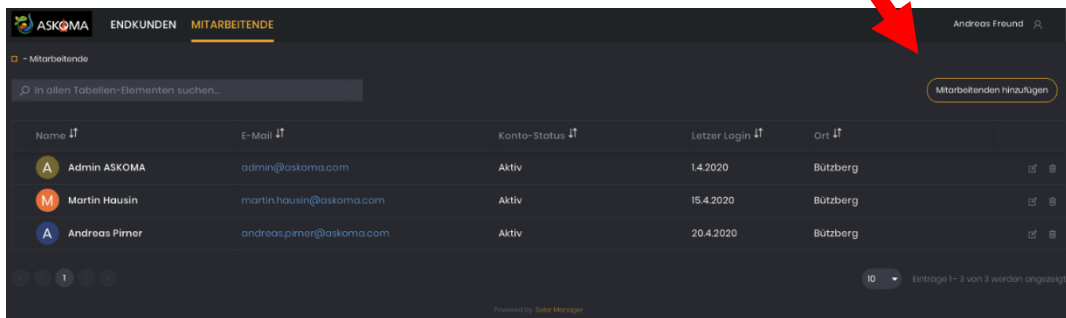 ASKOMA ENDKUNDEN MITARBEITENDE Andreas Freund
- Mitarbeitende
In allen Tabellen-Elementen suchen... Mitarbeitenden hinzufügen
Name E-Mail Konto-Status Letzer Login Ort
A Admin ASKOMA admin@askoma.com Aktiv 1.4.2020 Bützberg
M Martin Hausin martin.hausin@askoma.com Aktiv 15.4.2020 Bützberg
A Andreas Pirner andreas.pirner@askoma.com Aktiv 20.4.2020 Bützberg
1 10 Einträge 1 - 3 von 3 werden angezeigt
Powered by Solar Manager